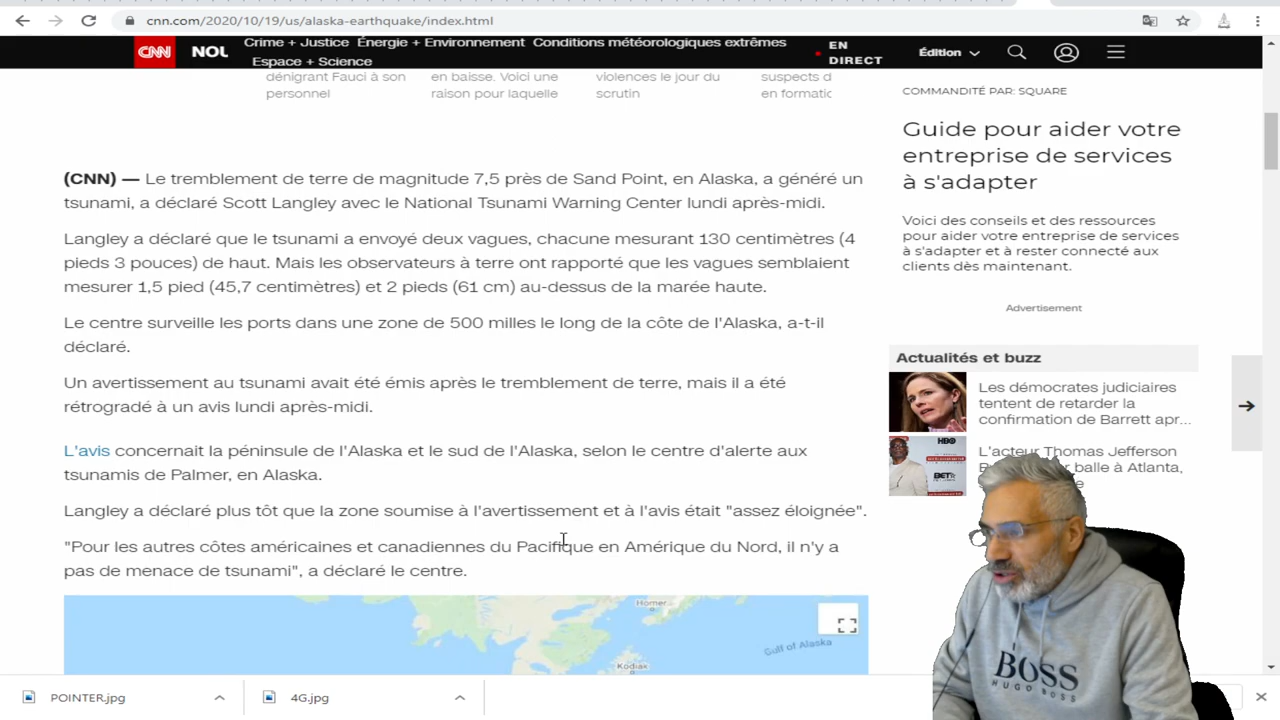 cnn.com/2020/10/19/us/alaska-earthquake/index.html
CNN NOL Crime + Justice Énergie + Environnement Conditions météorologiques extrêmes
Espace + Science
EN DIRECT
Édition
dénigrant Fauci à son
personnel
en baisse. Voici une
raison pour laquelle
violences le jour du
scrutin
suspects d
en formatic
(CNN) — Le tremblement de terre de magnitude 7,5 près de Sand Point, en Alaska, a généré un
tsunami, a déclaré Scott Langley avec le National Tsunami Warning Center lundi après-midi.
Langley a déclaré que le tsunami a envoyé deux vagues, chacune mesurant 130 centimètres (4
pieds 3 pouces) de haut. Mais les observateurs à terre ont rapporté que les vagues semblaient
mesurer 1,5 pied (45,7 centimètres) et 2 pieds (61 cm) au-dessus de la marée haute.
Le centre surveille les ports dans une zone de 500 milles le long de la côte de l'Alaska, a-t-il
déclaré.
Un avertissement au tsunami avait été émis après le tremblement de terre, mais il a été
rétrogradé à un avis lundi après-midi.
L'avis concernait la péninsule de l'Alaska et le sud de l'Alaska, selon le centre d'alerte aux
tsunamis de Palmer, en Alaska.
Langley a déclaré plus tôt que la zone soumise à l'avertissement et à l'avis était "assez éloignée".
"Pour les autres côtes américaines et canadiennes du Pacifique en Amérique du Nord, il n'y a
pas de menace de tsunami", a déclaré le centre.
Homer
Gulf of Alaska
Kodiak
COMMANDITÉ PAR: SQUARE
Guide pour aider votre
entreprise de services
à s'adapter
Voici des conseils et des ressources
pour aider votre entreprise de services
à s'adapter et à rester connecté aux
clients dès maintenant.
Advertisement
Actualités et buzz
Les démocrates judiciaires
tentent de retarder la
confirmation de Barrett apr...
L'acteur Thomas Jefferson
balle à Atlanta,
HBO
BET
BOSS
HUGO BOSS
POINTER.jpg
4G.jpg